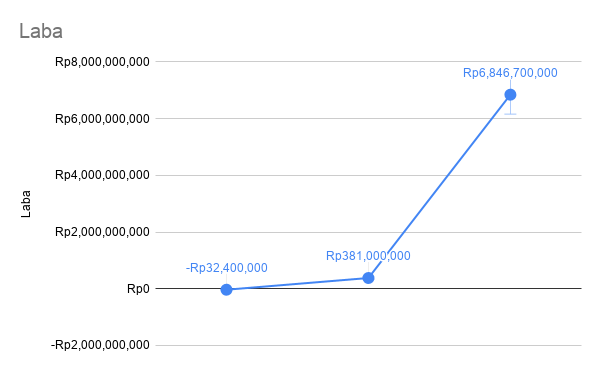 Laba
Rp8,000,000,000
Rp6,846,700,000
Rp6,000,000,000
Rp4,000,000,000
Laba
Rp2,000,000,000
Rp381,000,000
-Rp32,400,000
Rp0
-Rp2,000,000,000